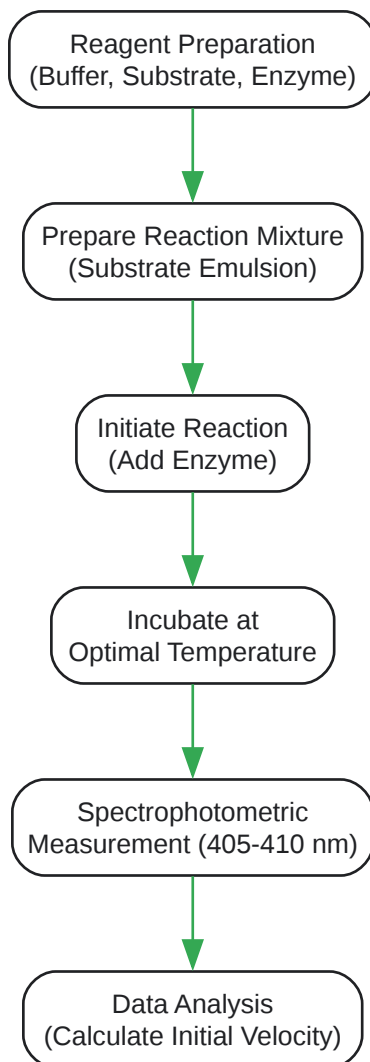 Reagent Preparation
(Buffer, Substrate, Enzyme)
Prepare Reaction Mixture
(Substrate Emulsion)
Initiate Reaction
(Add Enzyme)
Incubate at
Optimal Temperature
Spectrophotometric
Measurement (405-410 nm)
Data Analysis
(Calculate Initial Velocity)